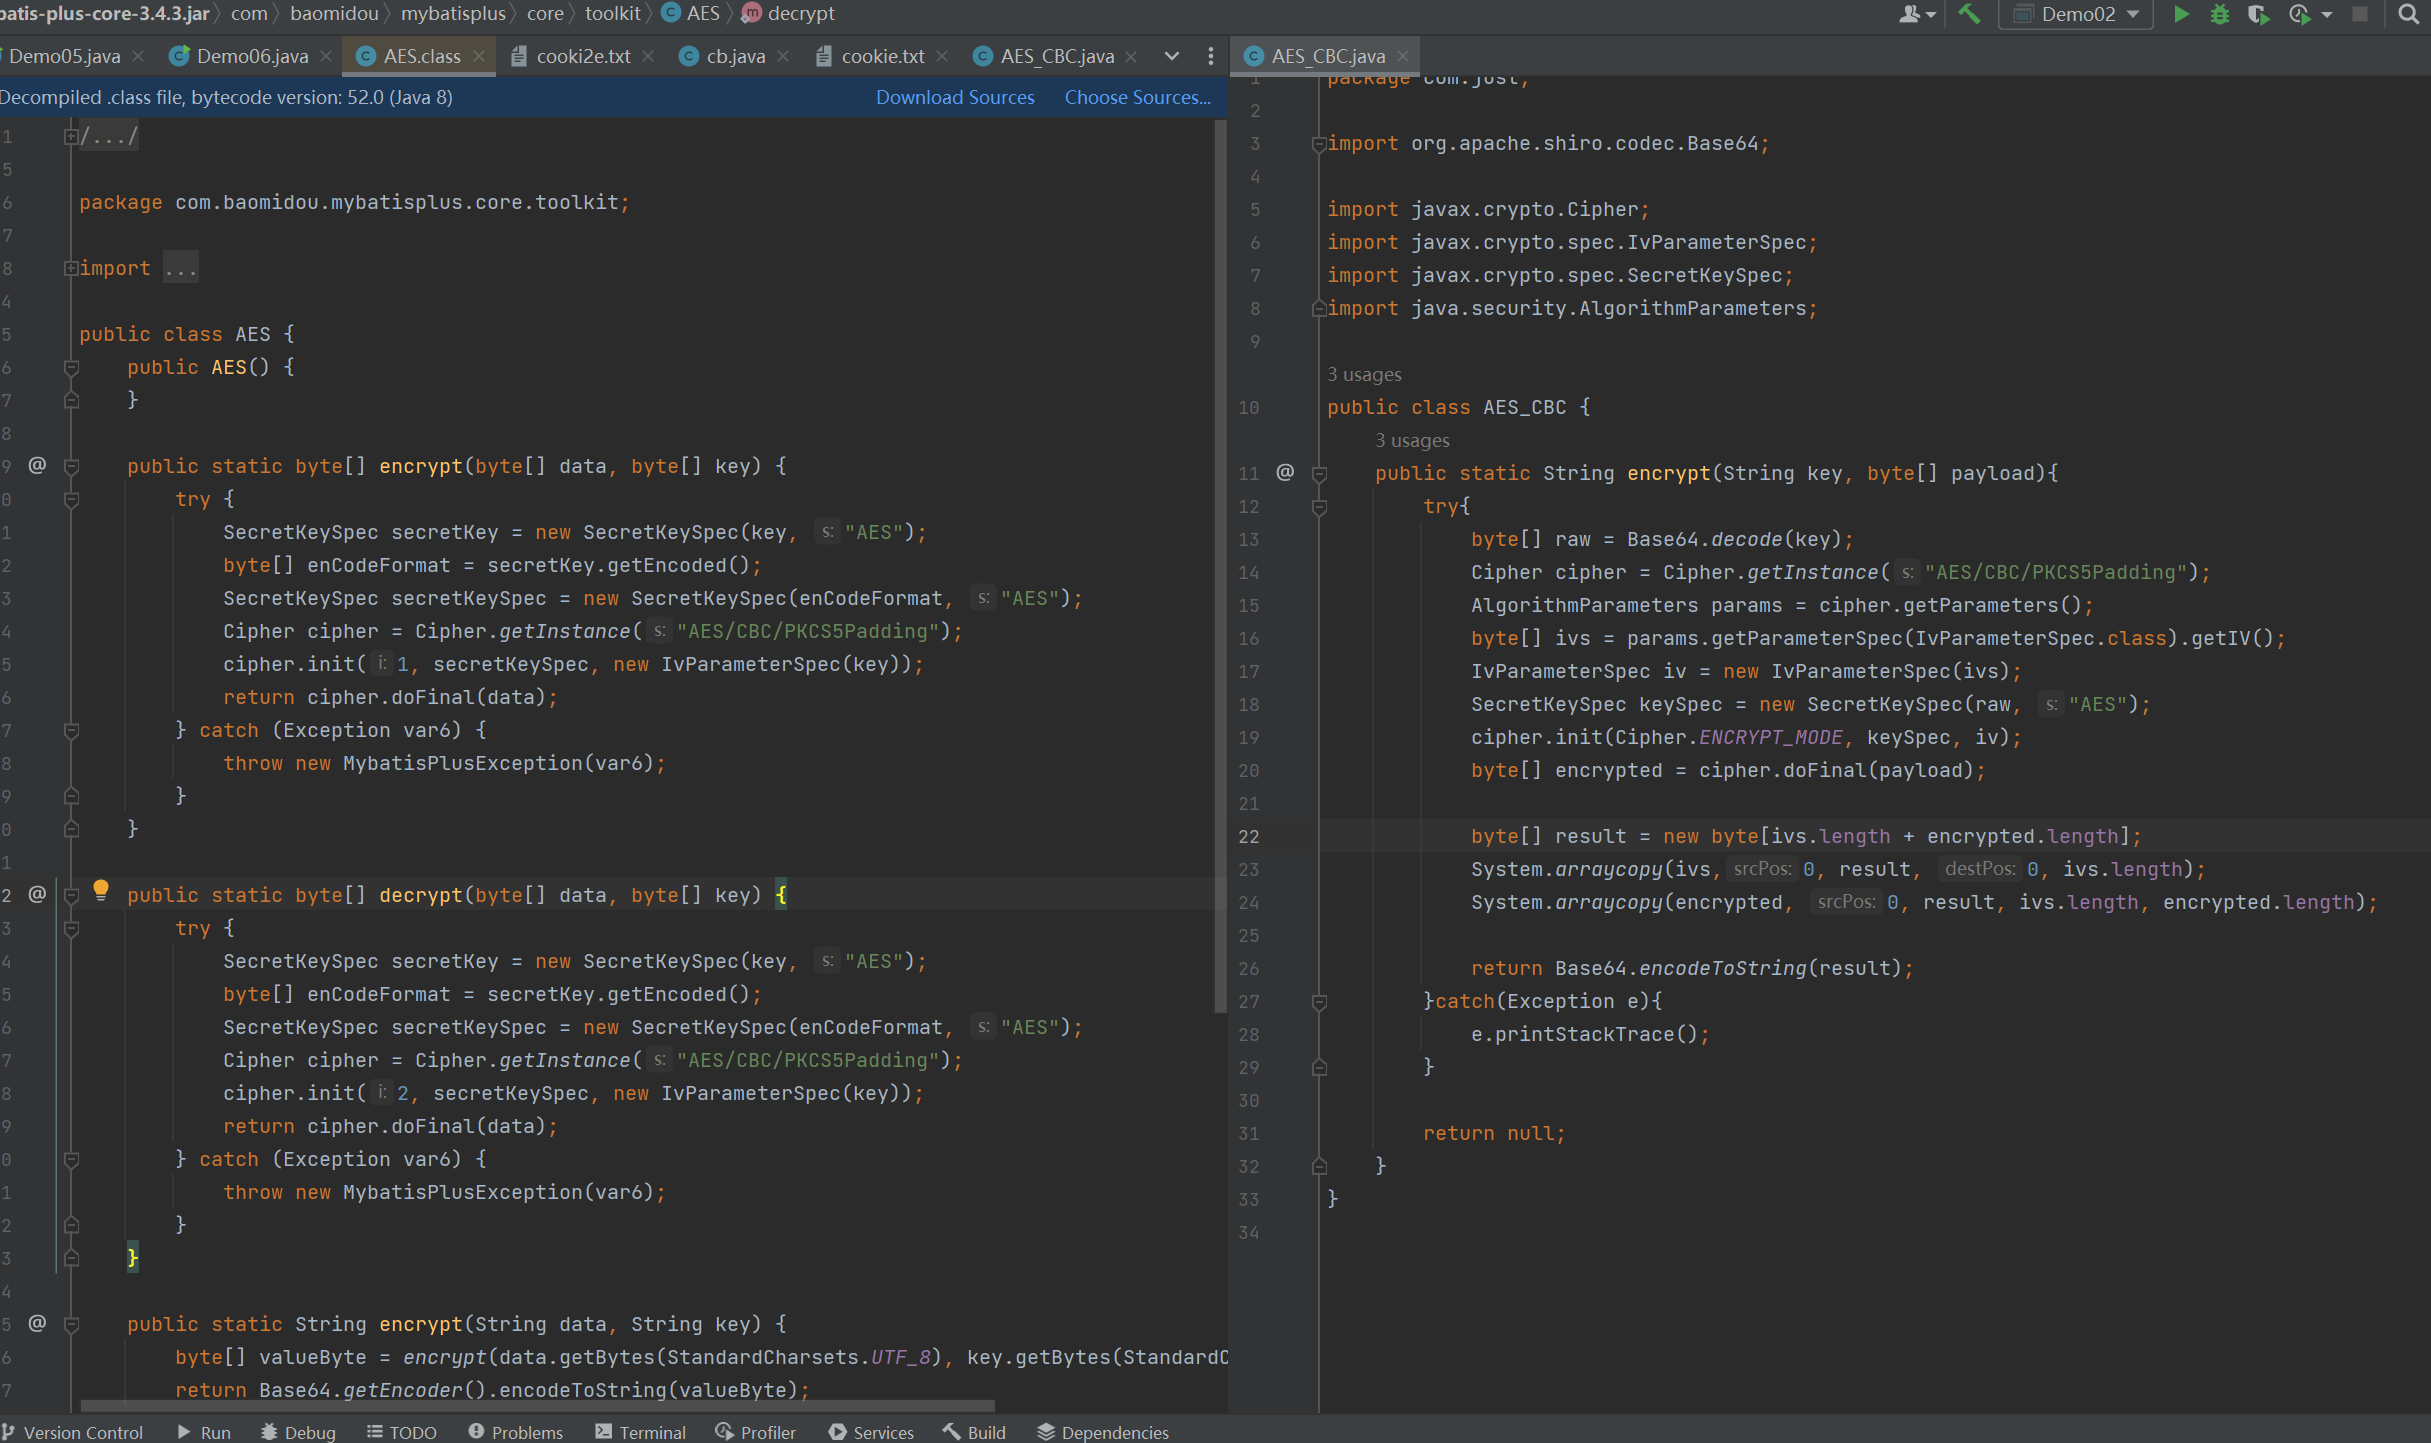 batis-plus-core-3.4.3.jar com baomidou mybatisplus core toolkit AES decrypt
Demo02
Demo05.java Demo06.java AES.class cooki2e.txt cb.java cookie.txt AES_CBC.java
Decompiled .class file, bytecode version: 52.0 (Java 8) Download Sources Choose Sources...
1 /.../
5
6 package com.baomidou.mybatisplus.core.toolkit;
7
8 import ...
4
5 public class AES {
6 public AES() {
7 }
8
9 @ public static byte[] encrypt(byte[] data, byte[] key) {
0 try {
1 SecretKeySpec secretKey = new SecretKeySpec(key, s: "AES");
2 byte[] enCodeFormat = secretKey.getEncoded();
3 SecretKeySpec secretKeySpec = new SecretKeySpec(enCodeFormat, s: "AES");
4 Cipher cipher = Cipher.getInstance( s: "AES/CBC/PKCS5Padding");
5 cipher.init( i: 1, secretKeySpec, new IvParameterSpec(key));
6 return cipher.doFinal(data);
7 } catch (Exception var6) {
8 throw new MybatisPlusException(var6);
9 }
0 }
1
2 @ public static byte[] decrypt(byte[] data, byte[] key) {
3 try {
4 SecretKeySpec secretKey = new SecretKeySpec(key, s: "AES");
5 byte[] enCodeFormat = secretKey.getEncoded();
6 SecretKeySpec secretKeySpec = new SecretKeySpec(enCodeFormat, s: "AES");
7 Cipher cipher = Cipher.getInstance( s: "AES/CBC/PKCS5Padding");
8 cipher.init( i: 2, secretKeySpec, new IvParameterSpec(key));
9 return cipher.doFinal(data);
0 } catch (Exception var6) {
1 throw new MybatisPlusException(var6);
2 }
3 }
4
5 @ public static String encrypt(String data, String key) {
6 byte[] valueByte = encrypt(data.getBytes(StandardCharsets.UTF_8), key.getBytes(StandardC
7 return Base64.getEncoder().encodeToString(valueByte);
AES_CBC.java
1 package com.just;
2
3 import org.apache.shiro.codec.Base64;
4
5 import javax.crypto.Cipher;
6 import javax.crypto.spec.IvParameterSpec;
7 import javax.crypto.spec.SecretKeySpec;
8 import java.security.AlgorithmParameters;
9
3 usages
10 public class AES_CBC {
3 usages
11 @ public static String encrypt(String key, byte[] payload){
12 try{
13 byte[] raw = Base64.decode(key);
14 Cipher cipher = Cipher.getInstance( s: "AES/CBC/PKCS5Padding");
15 AlgorithmParameters params = cipher.getParameters();
16 byte[] ivs = params.getParameterSpec(IvParameterSpec.class).getIV();
17 IvParameterSpec iv = new IvParameterSpec(ivs);
18 SecretKeySpec keySpec = new SecretKeySpec(raw, s: "AES");
19 cipher.init(Cipher.ENCRYPT_MODE, keySpec, iv);
20 byte[] encrypted = cipher.doFinal(payload);
21
22 byte[] result = new byte[ivs.length + encrypted.length];
23 System.arraycopy(ivs, srcPos: 0, result, destPos: 0, ivs.length);
24 System.arraycopy(encrypted, srcPos: 0, result, ivs.length, encrypted.length);
25
26 return Base64.encodeToString(result);
27 }catch(Exception e){
28 e.printStackTrace();
29 }
30
31 return null;
32 }
33 }
34
Version Control Run Debug TODO Problems Terminal Profiler Services Build Dependencies